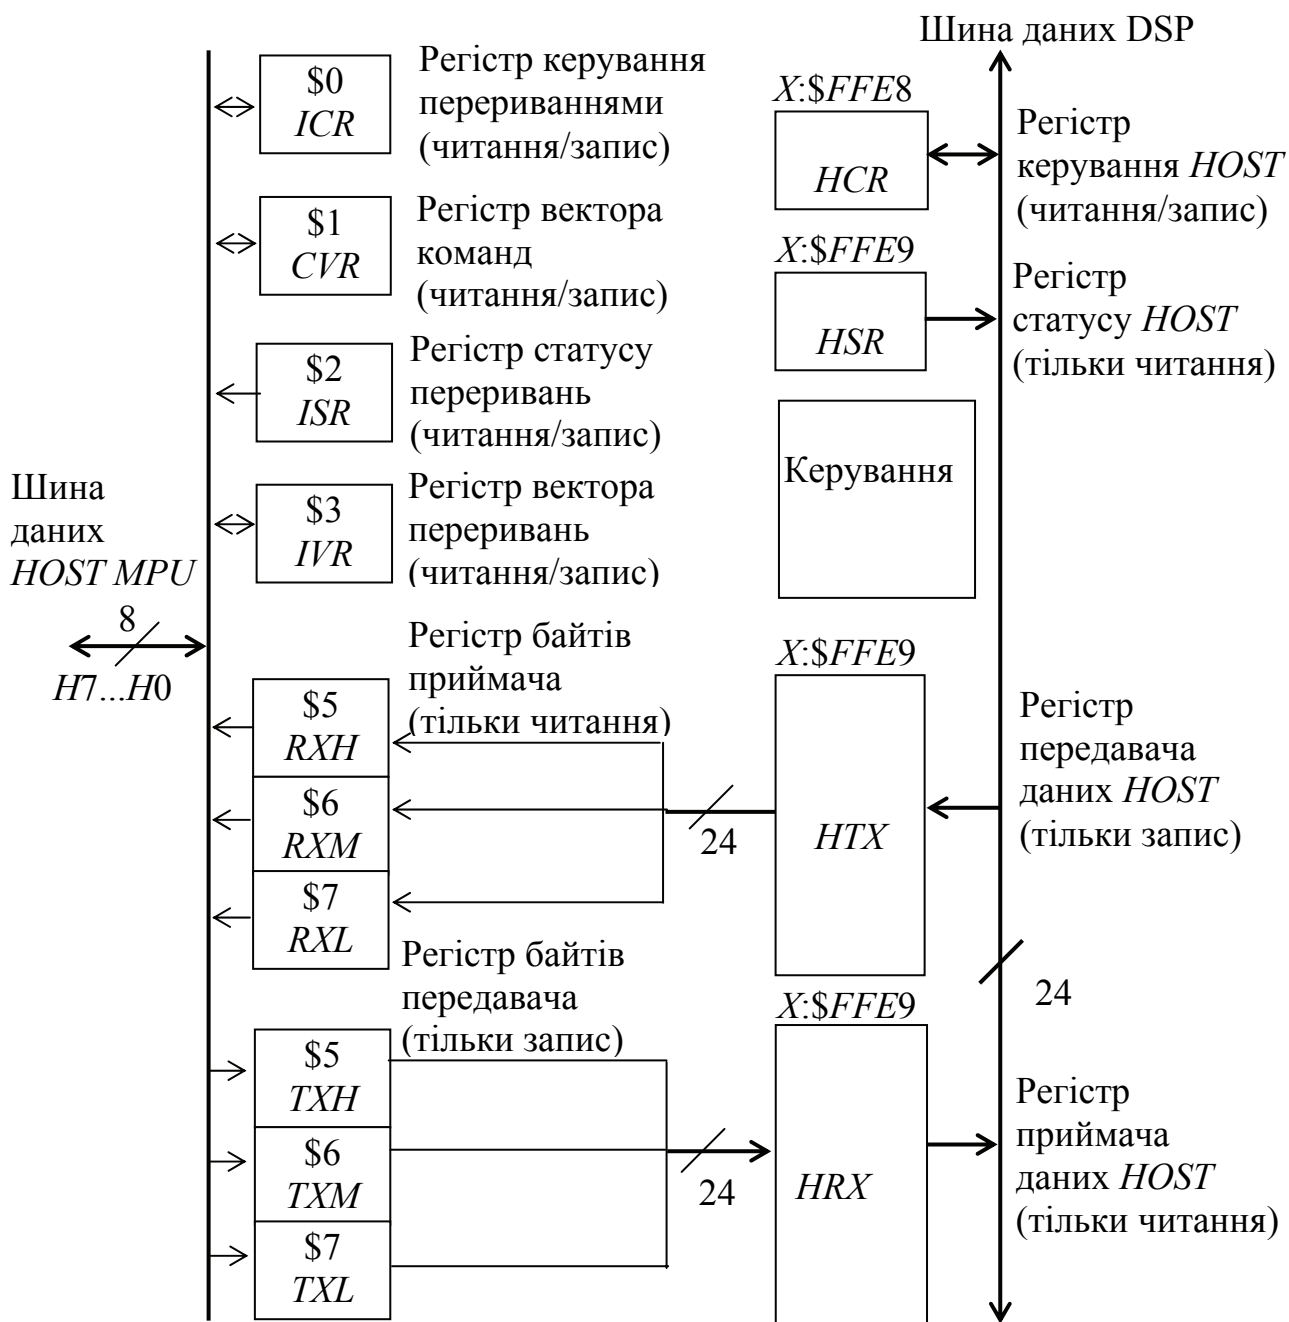 Шина даних DSP
$0
ICR
Регістр керування
перериваннями
(читання/запис)
X:$FFE8
HCR
Регістр
керування HOST
(читання/запис)
$1
CVR
Регістр вектора
команд
(читання/запис)
X:$FFE9
HSR
Регістр
статусу HOST
(тільки читання)
$2
ISR
Регістр статусу
переривань
(читання/запис)
Керування
Шина
даних
HOST MPU
8
H7...H0
$3
IVR
Регістр вектора
переривань
(читання/запис)
Регістр байтів
приймача
(тільки читання)
$5
RXH
$6
RXM
$7
RXL
24
X:$FFE9
HTX
Регістр
передавача
даних HOST
(тільки запис)
24
Регістр байтів
передавача
(тільки запис)
$5
TXH
$6
TXM
$7
TXL
24
X:$FFE9
HRX
Регістр
приймача
даних HOST
(тільки читання)